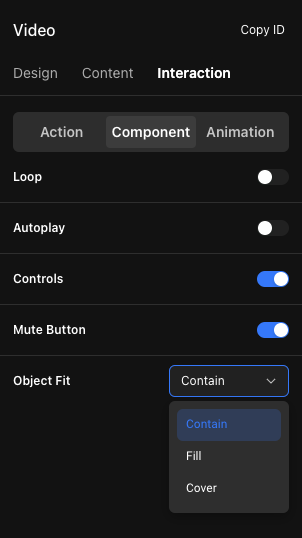 Video Copy ID
Design Content Interaction
Action Component Animation
Loop
Autoplay
Controls
Mute Button
Object Fit Contain
Contain
Fill
Cover